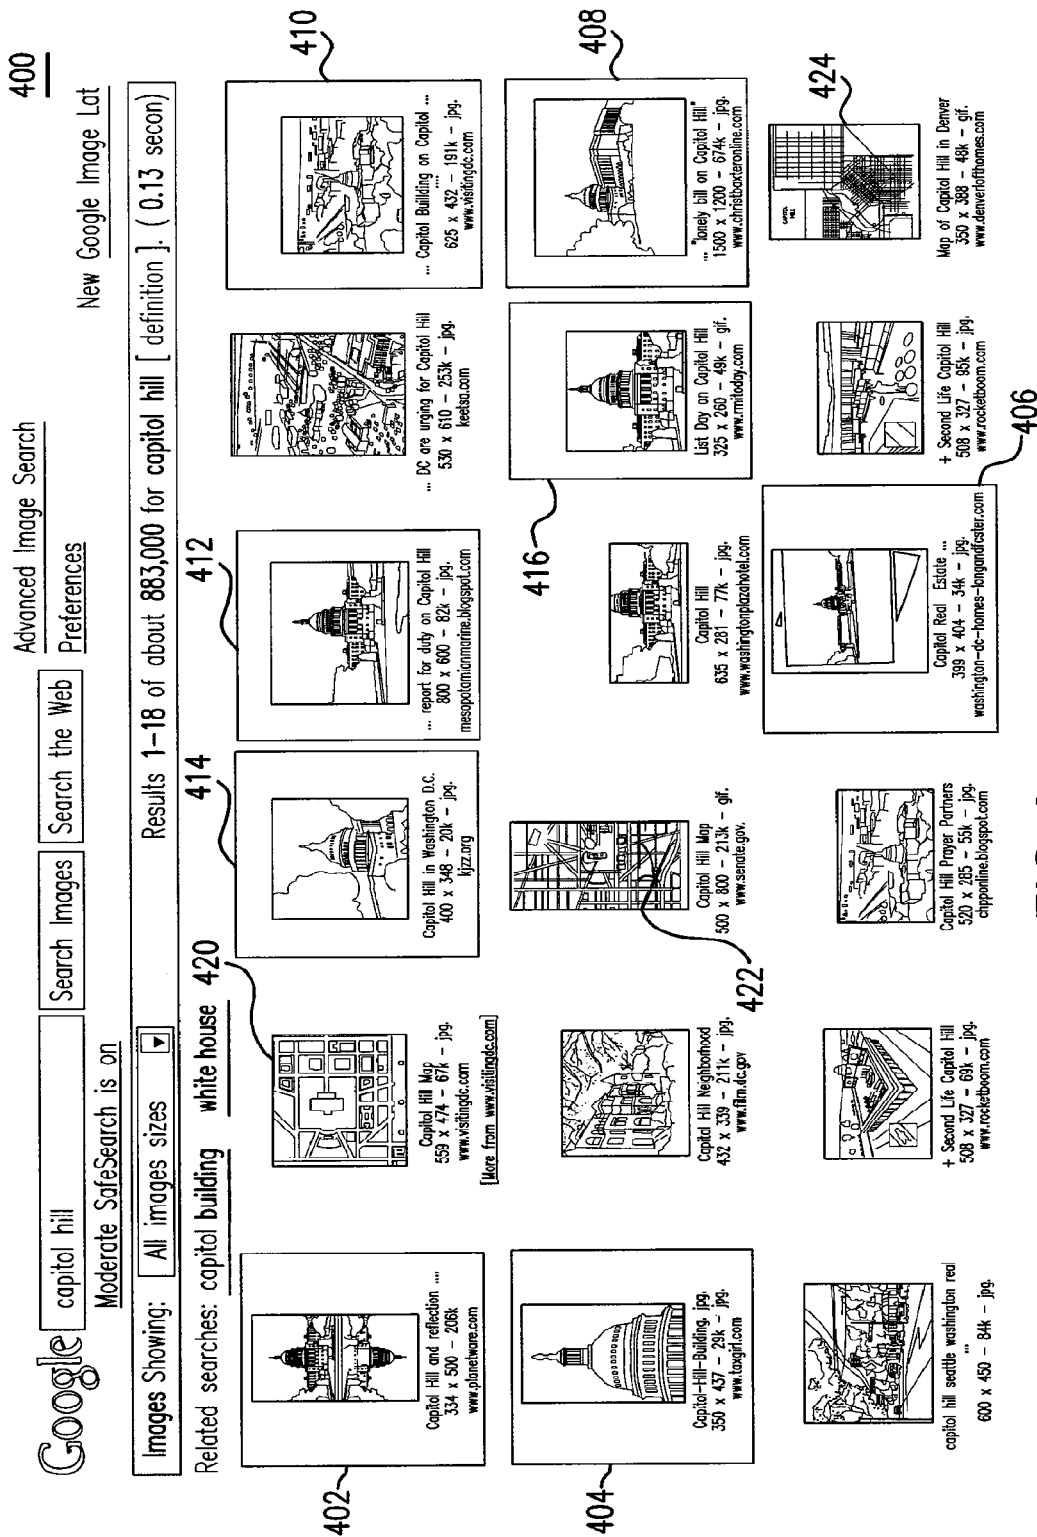 400
Google capitol hill Search Images Search the Web Advanced Image Search
Preferences
Moderate SafeSearch is on
New Google Image Lat
Images Showing: All images sizes Results 1–18 of about 883,000 for capitol hill [ definition ]. ( 0.13 secon)
Related searches: capitol building white house
402
Capitol Hill and reflection ....
334 x 500 – 206k
www.planetware.com
420
Capitol Hill Map
559 x 474 – 67k – jpg.
www.visitingdc.com
[More from www.visitingdc.com]
414
Capitol Hill in Washington D.C.
400 x 348 – 20k – jpg.
kjzz.org
412
... report for duty on Capitol Hill
800 x 600 – 82k – jpg.
mesopotamianmarine.blogspot.com
... DC are urging for Capitol Hill
530 x 610 – 253k – jpg.
keetsa.com
410
... Capitol Building on Capitol ...
....
625 x 432 – 191k – jpg.
www.visitingdc.com
404
Capitol–Hill–Building, jpg.
350 x 437 – 29k – jpg.
www.taxgirl.com
Capitol Hill Neighborhood
432 x 339 – 211k – jpg.
www.film.dc.gov
422
Capitol Hill Map
500 x 800 – 213k – gif.
www.senate.gov.
Capitol Hill
635 x 281 – 77k – jpg.
www.washingtonplazahotel.com
416
List Day on Capitol Hill
325 x 260 – 49k – gif.
www.rmitoday.com
408
... "lonely bill on Capitol Hill"
1500 x 1200 – 674k – jpg.
www.christbaxteronline.com
capitol hill seattle washington real
...
600 x 450 – 84k – jpg.
+ Second Life Capitol Hill
508 x 327 – 69k – jpg.
www.rocketboom.com
Capitol Hill Prayer Partners
520 x 285 – 55k – jpg.
chpponline.blogspot.com
406
Capitol Real Estate ...
399 x 404 – 34k – jpg.
washington–dc–homes–longandfcster.com
+ Second Life Capitol Hill
508 x 327 – 95k – jpg.
www.rocketboom.com
424
CAPITOL
HILL
Map of Capitol Hill in Denver
350 x 388 – 48k – gif.
www.denverlofthomes.com